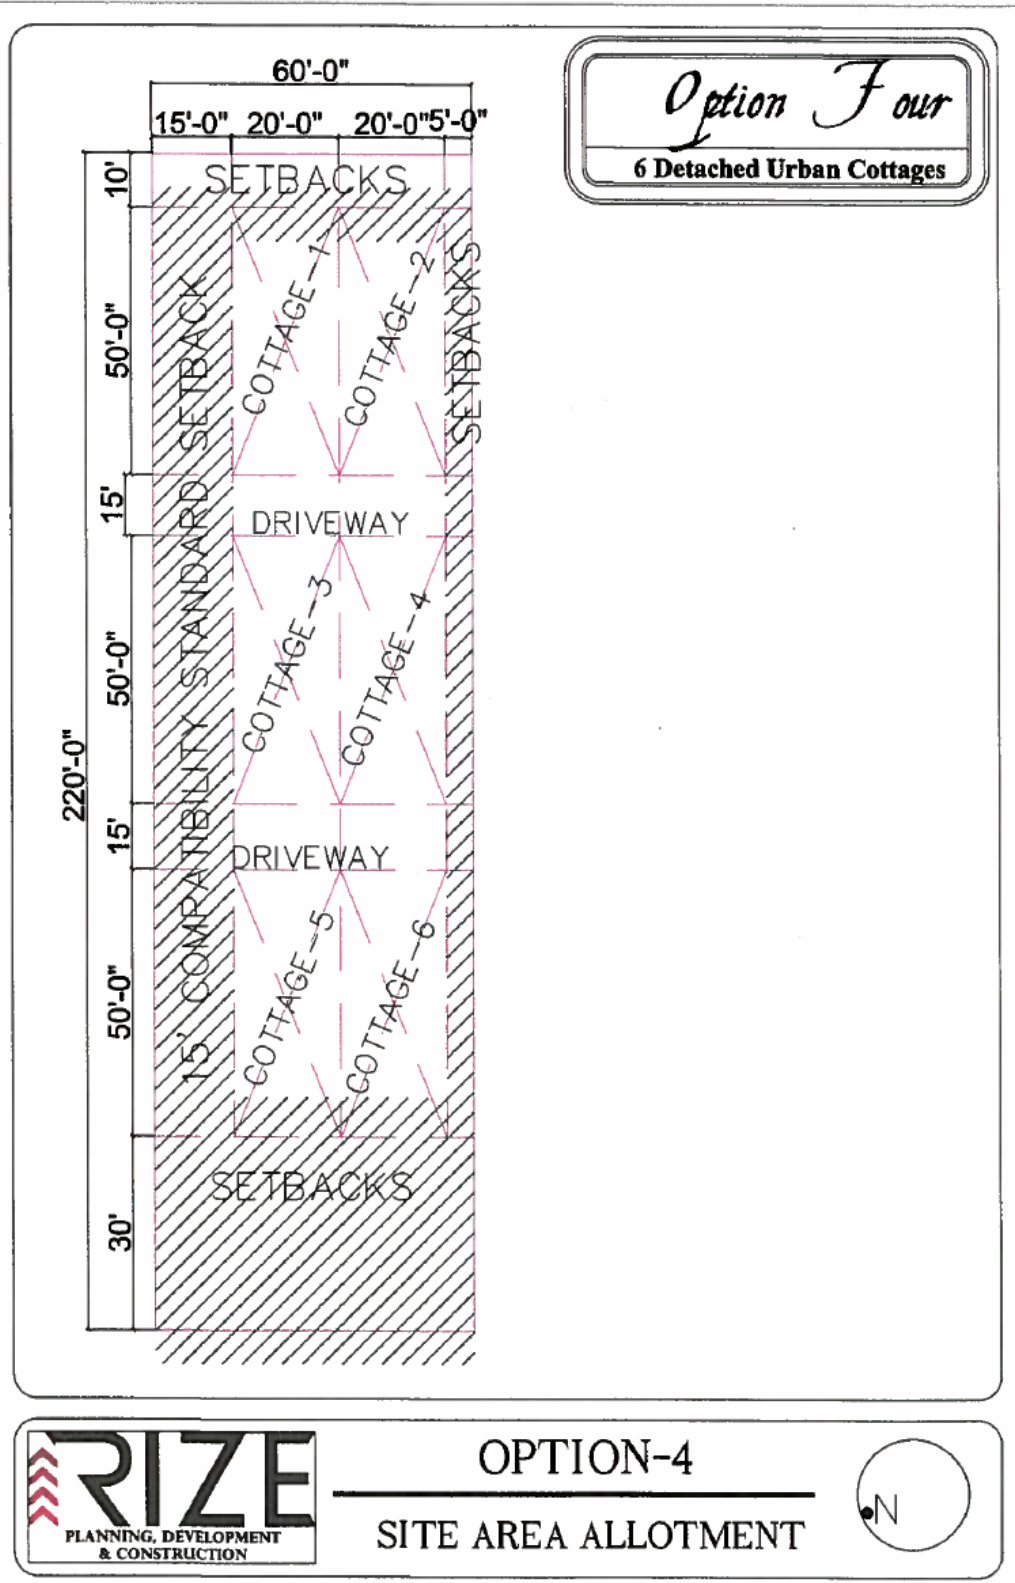 Option Four
6 Detached Urban Cottages
60'-0"
15'-0" 20'-0" 20'-0" 5'-0"
10'
SETBACKS
50'-0"
COTTAGE-1
COTTAGE-2
SETBACKS
15' COMPATIBILITY STANDARD SETBACK
15'
DRIVEWAY
50'-0"
COTTAGE-3
COTTAGE-4
220'-0"
15'
DRIVEWAY
50'-0"
COTTAGE-5
COTTAGE-6
SETBACKS
30'
RIZE
PLANNING, DEVELOPMENT
& CONSTRUCTION
OPTION-4
SITE AREA ALLOTMENT
N